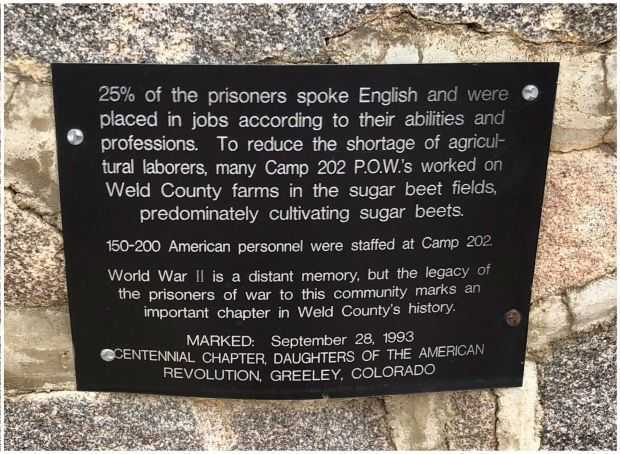 25% of the prisoners spoke English and were
placed in jobs according to their abilities and
professions. To reduce the shortage of agricul-
tural laborers, many Camp 202 P.O.W.'s worked on
Weld County farms in the sugar beet fields,
predominately cultivating sugar beets.
150-200 American personnel were staffed at Camp 202.
World War II is a distant memory, but the legacy of
the prisoners of war to this community marks an
important chapter in Weld County's history.
MARKED: September 28, 1993
CENTENNIAL CHAPTER, DAUGHTERS OF THE AMERICAN
REVOLUTION, GREELEY, COLORADO